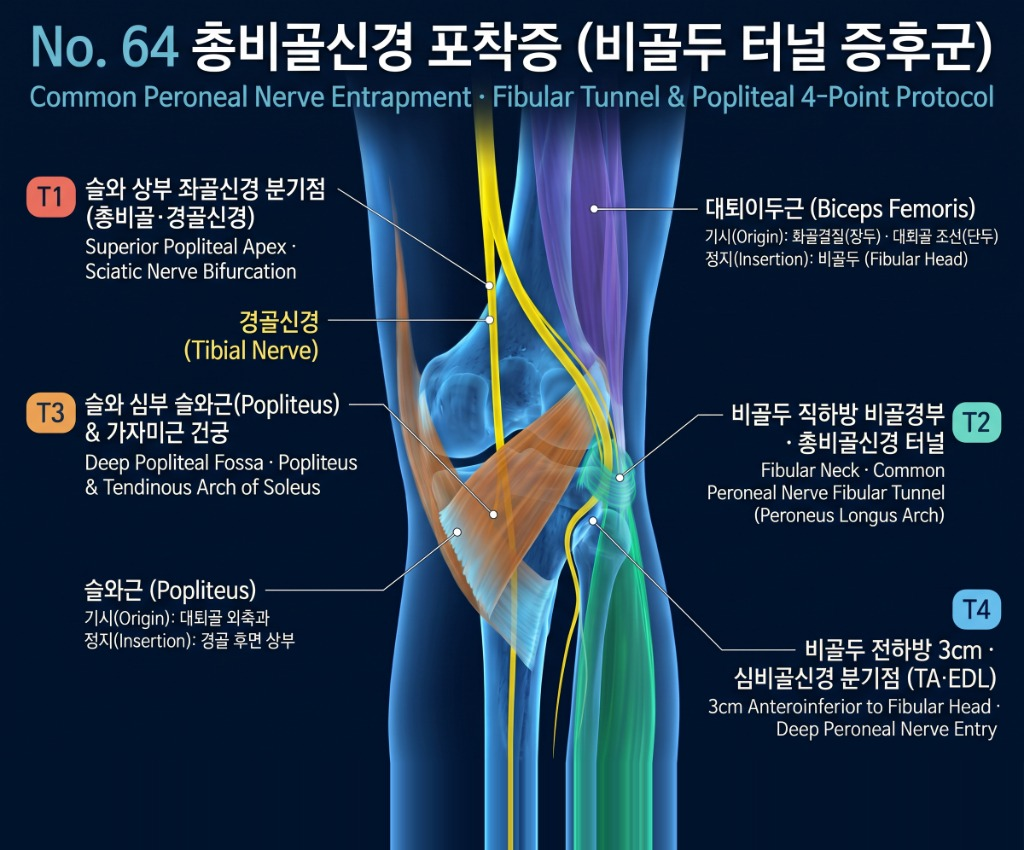 No. 64 총비골신경 포착증 (비골두 터널 증후군)
Common Peroneal Nerve Entrapment · Fibular Tunnel & Popliteal 4-Point Protocol
T1
슬와 상부 좌골신경 분기점
(총비골·경골신경)
Superior Popliteal Apex ·
Sciatic Nerve Bifurcation
대퇴이두근 (Biceps Femoris)
기시(Origin): 화골결질(장두) · 대회골 조선(단두)
정지(Insertion): 비골두 (Fibular Head)
경골신경
(Tibial Nerve)
T3
슬와 심부 슬와근(Popliteus)
& 가자미근 건궁
Deep Popliteal Fossa · Popliteus
& Tendinous Arch of Soleus
비골두 직하방 비골경부
· 총비골신경 터널
T2
Fibular Neck · Common
Peroneal Nerve Fibular Tunnel
(Peroneus Longus Arch)
슬와근 (Popliteus)
기시(Origin): 대퇴골 외축과
정지(Insertion): 경골 후면 상부
T4
비골두 전하방 3cm ·
심비골신경 분기점 (TA·EDL)
3cm Anteroinferior to Fibular Head ·
Deep Peroneal Nerve Entry